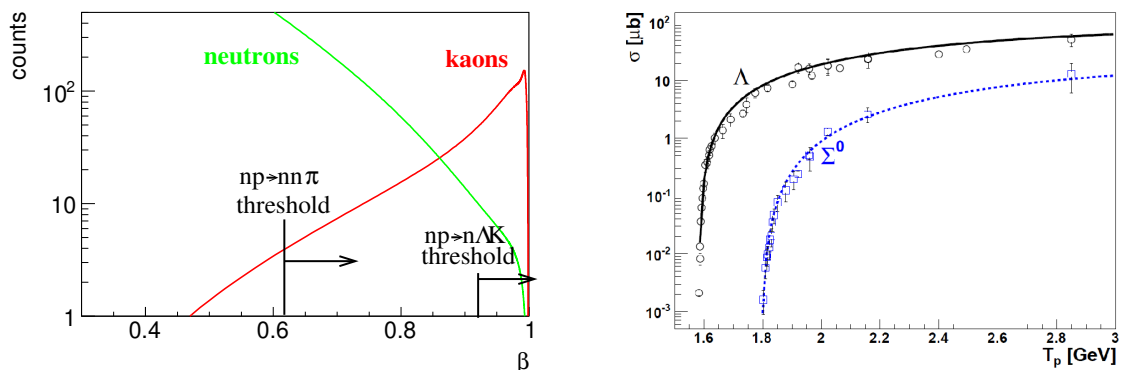 counts
10²
10
1
neutrons
kaons
np→nnπ
threshold
np→nΛK
threshold
0.4
0.6
0.8
1
β
σ [μb]
10²
10
1
10⁻¹
10⁻²
10⁻³
Λ
Σ⁰
1.6
1.8
2
2.2
2.4
2.6
2.8
3
Tₚ [GeV]